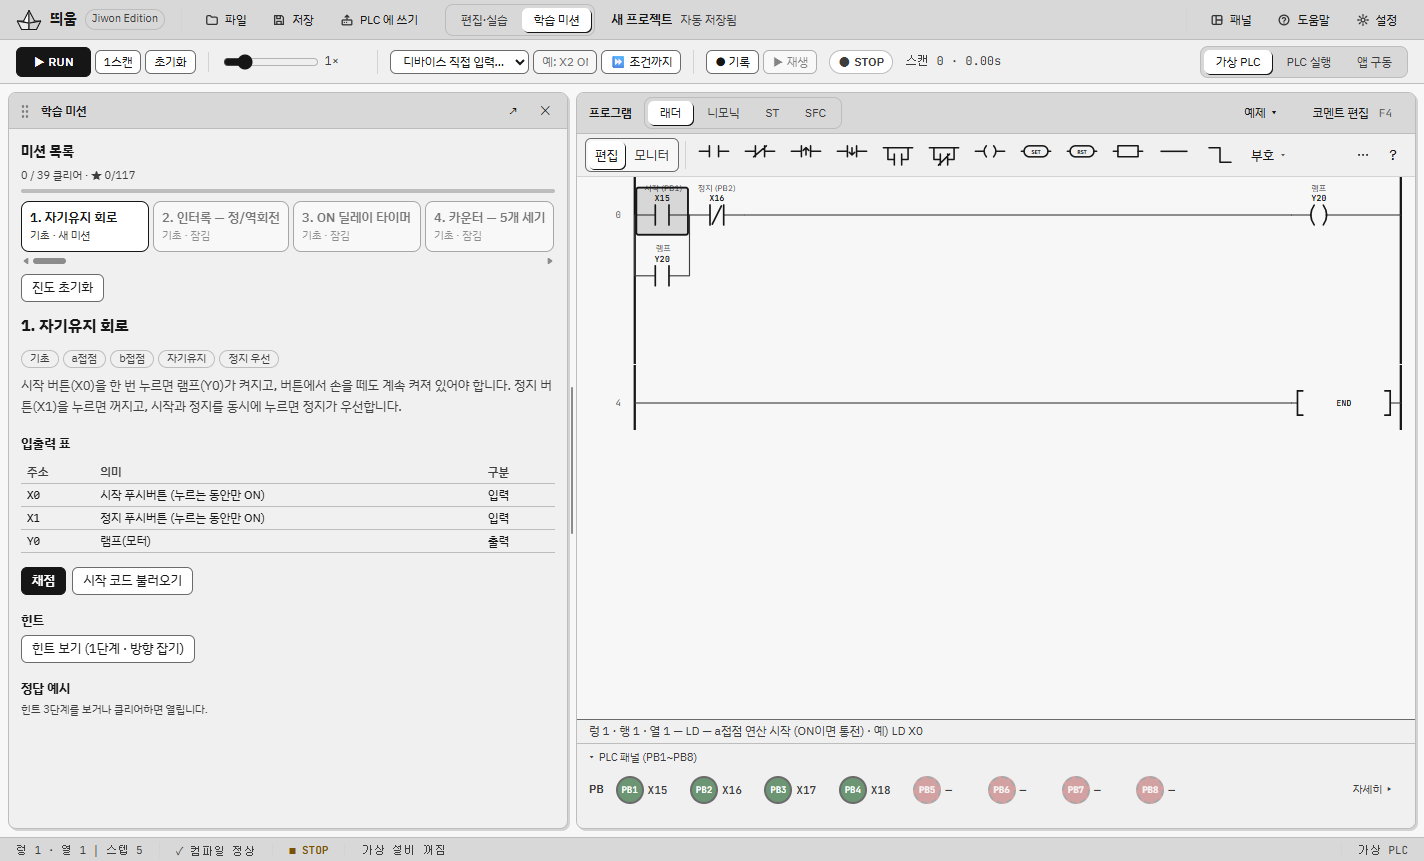 띄움 Jiwon Edition 파일 저장 PLC에 쓰기 편집·실습 학습 미션 새 프로젝트 자동 저장됨 패널 도움말 설정
▶ RUN 1스캔 초기화 1× 디바이스 직접 입력... 예: X2 O ⏩ 조건까지 ● 기록 ▶ 재생 ● STOP 스캔 0 · 0.00s 가상 PLC PLC 실행 앱 구동
학습 미션 ↗ ×
미션 목록
0 / 39 클리어 · ★ 0/117
1. 자기유지 회로
기초 · 새 미션
2. 인터록 — 정/역회전
기초 · 잠김
3. ON 딜레이 타이머
기초 · 잠김
4. 카운터 — 5개 세기
기초 · 잠김
진도 초기화
1. 자기유지 회로
기초 a접점 b접점 자기유지 정지 우선
시작 버튼(X0)을 한 번 누르면 램프(Y0)가 켜지고, 버튼에서 손을 떼도 계속 켜져 있어야 합니다. 정지 버
튼(X1)을 누르면 꺼지고, 시작과 정지를 동시에 누르면 정지가 우선합니다.
입출력 표
주소 의미 구분
X0 시작 푸시버튼 (누르는 동안만 ON) 입력
X1 정지 푸시버튼 (누르는 동안만 ON) 입력
Y0 램프(모터) 출력
채점 시작 코드 불러오기
힌트
힌트 보기 (1단계 · 방향 잡기)
정답 예시
힌트 3단계를 보거나 클리어하면 열립니다.
프로그램 래더 니모닉 ST SFC 예제 ▾ 코멘트 편집 F4
편집 모니터 SET RST 부호 ⋯ ?
시작 (PB1) 정지 (PB2) 램프
X15 X16 Y20
0
램프
Y20
4 END
렁 1 · 행 1 · 열 1 — LD — a접점 연산 시작 (ON이면 통전) · 예) LD X0
PLC 패널 (PB1~PB8)
PB PB1 X15 PB2 X16 PB3 X17 PB4 X18 PB5 — PB6 — PB7 — PB8 — 자세히 ▸
렁 1 · 열 1 | 스텝 5 ✓ 컴파일 정상 ■ STOP 가상 설비 꺼짐 가상 PLC